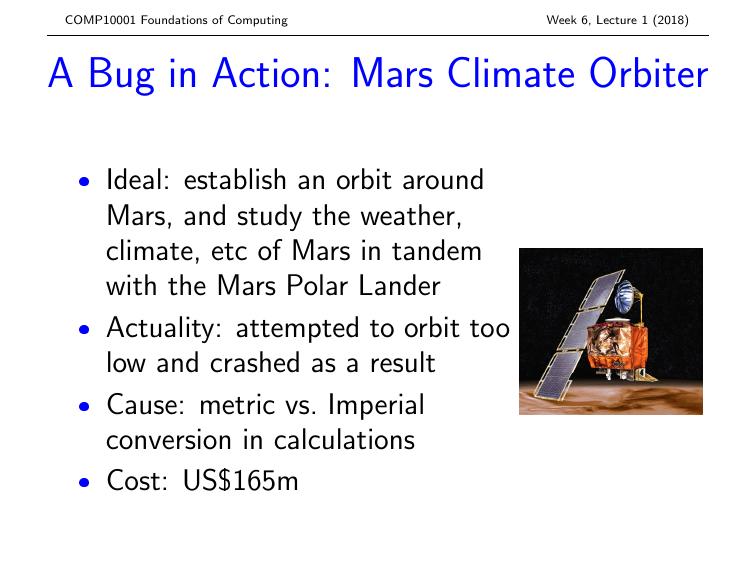 COMP10001 Foundations of Computing Week 6, Lecture 1 (2018)
A Bug in Action: Mars Climate Orbiter
• Ideal: establish an orbit around
Mars, and study the weather,
climate, etc of Mars in tandem
with the Mars Polar Lander
• Actuality: attempted to orbit too
low and crashed as a result
• Cause: metric vs. Imperial
conversion in calculations
• Cost: US$165m